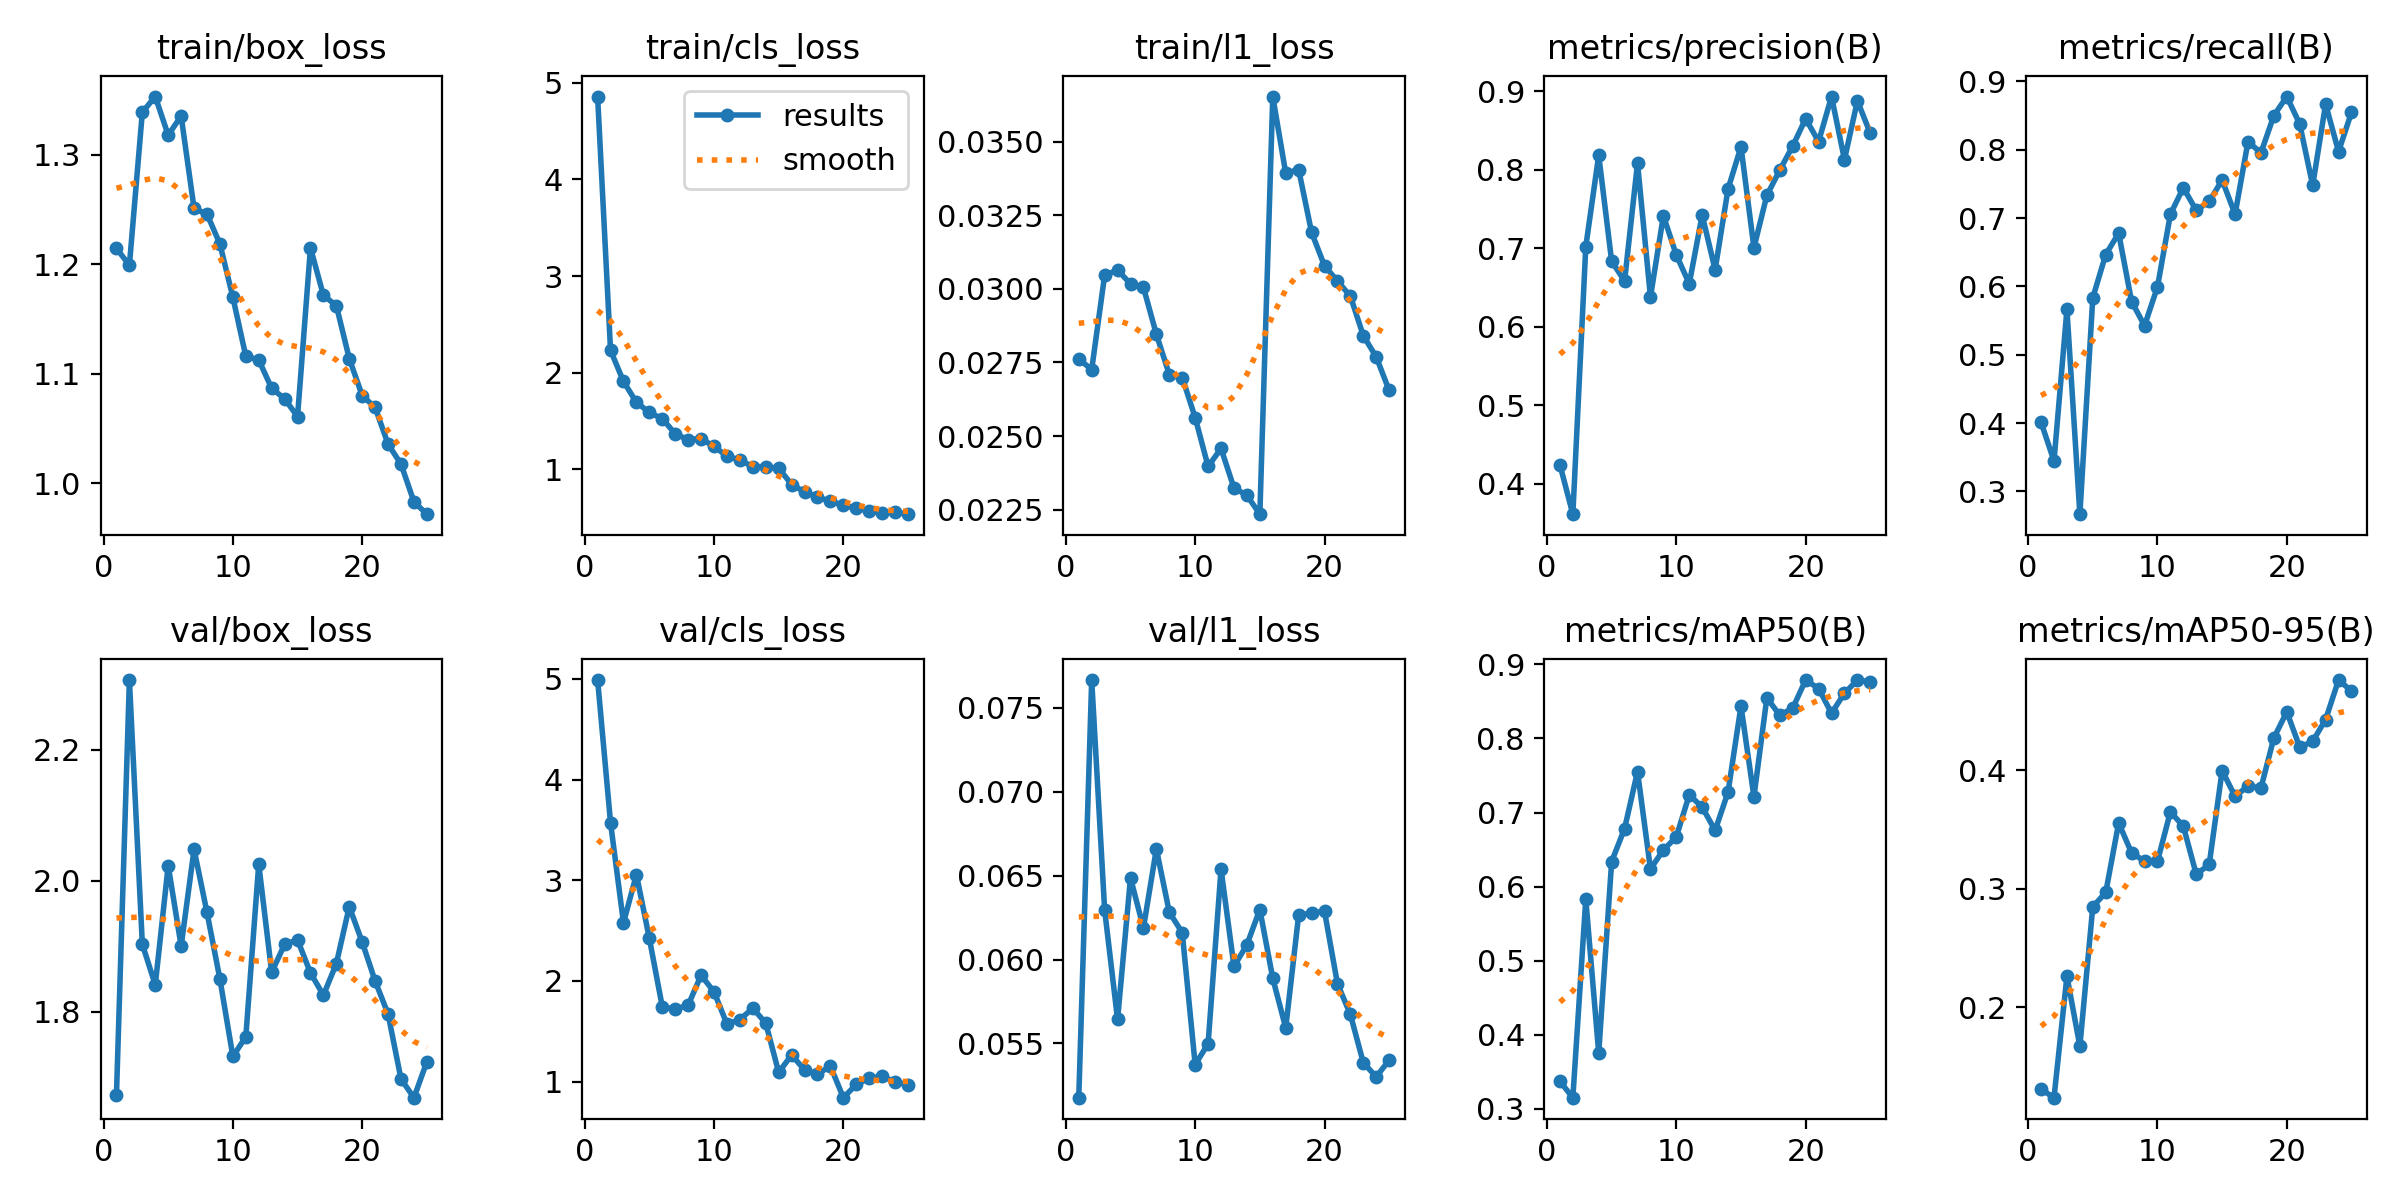 train/box_loss
1.3
1.2
1.1
1.0
0 10 20
train/cls_loss
results
smooth
5
4
3
2
1
0 10 20
train/l1_loss
0.0350
0.0325
0.0300
0.0275
0.0250
0.0225
0 10 20
metrics/precision(B)
0.9
0.8
0.7
0.6
0.5
0.4
0 10 20
metrics/recall(B)
0.9
0.8
0.7
0.6
0.5
0.4
0.3
0 10 20
val/box_loss
2.2
2.0
1.8
0 10 20
val/cls_loss
5
4
3
2
1
0 10 20
val/l1_loss
0.075
0.070
0.065
0.060
0.055
0 10 20
metrics/mAP50(B)
0.9
0.8
0.7
0.6
0.5
0.4
0.3
0 10 20
metrics/mAP50-95(B)
0.4
0.3
0.2
0 10 20